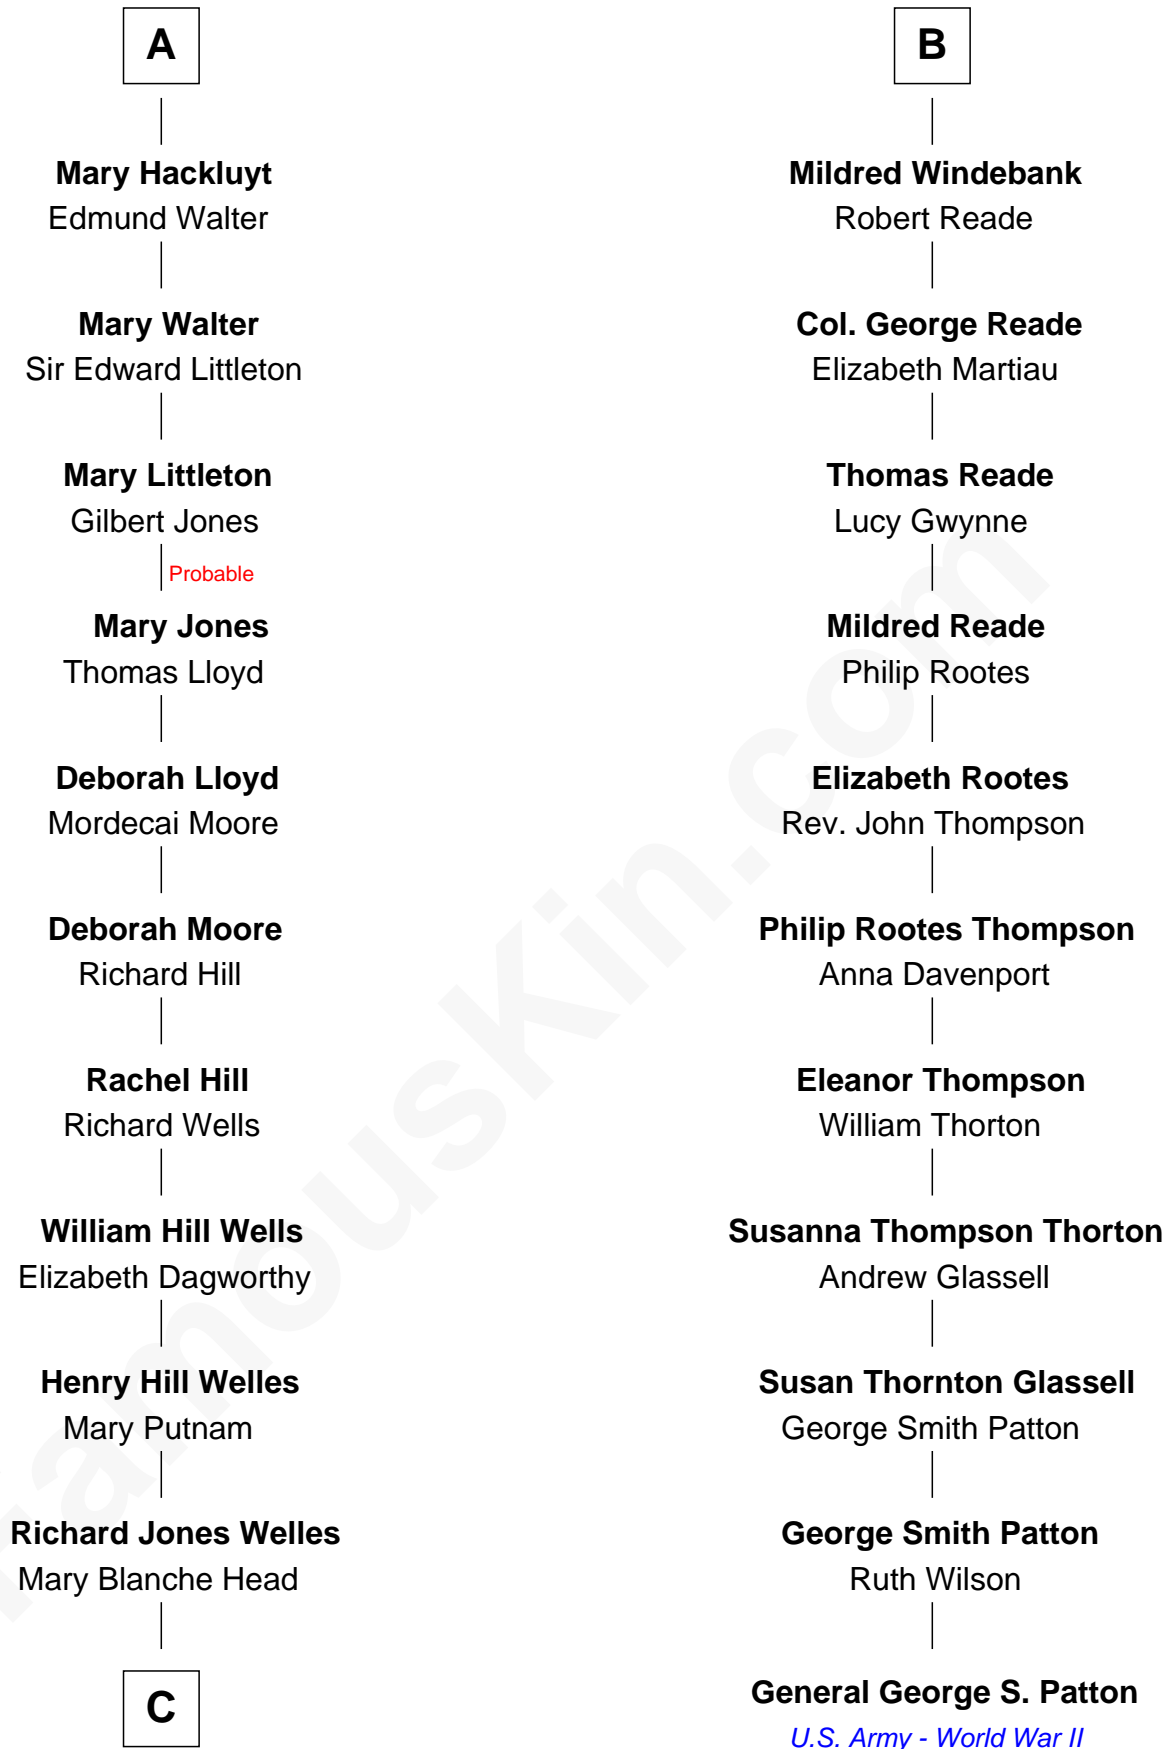 A
Mary Hackluyt
Edmund Walter
Mary Walter
Sir Edward Littleton
Mary Littleton
Gilbert Jones
Probable
Mary Jones
Thomas Lloyd
Deborah Lloyd
Mordecai Moore
Deborah Moore
Richard Hill
Rachel Hill
Richard Wells
William Hill Wells
Elizabeth Dagworthy
Henry Hill Welles
Mary Putnam
Richard Jones Welles
Mary Blanche Head
C
B
Mildred Windebank
Robert Reade
Col. George Reade
Elizabeth Martiau
Thomas Reade
Lucy Gwynne
Mildred Reade
Philip Rootes
Elizabeth Rootes
Rev. John Thompson
Philip Rootes Thompson
Anna Davenport
Eleanor Thompson
William Thorton
Susanna Thompson Thorton
Andrew Glassell
Susan Thornton Glassell
George Smith Patton
George Smith Patton
Ruth Wilson
General George S. Patton
U.S. Army - World War II
FamousKin.com